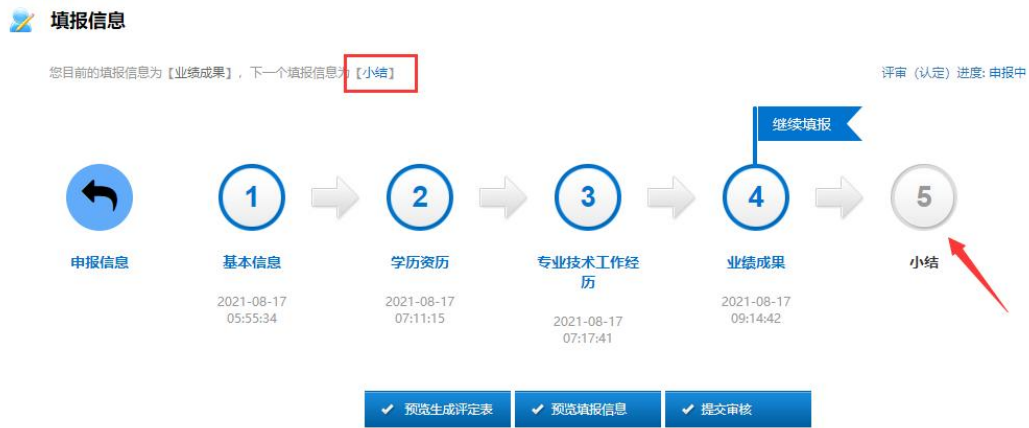 填报信息
您目前的填报信息为【业绩成果】，下一个填报信息为【小结】
评审（认定）进度: 申报中
继续填报
1
2
3
4
5
申报信息
基本信息
学历资历
专业技术工作经
历
业绩成果
小结
2021-08-17
05:55:34
2021-08-17
07:11:15
2021-08-17
07:17:41
2021-08-17
09:14:42
预览生成评定表
预览填报信息
提交审核